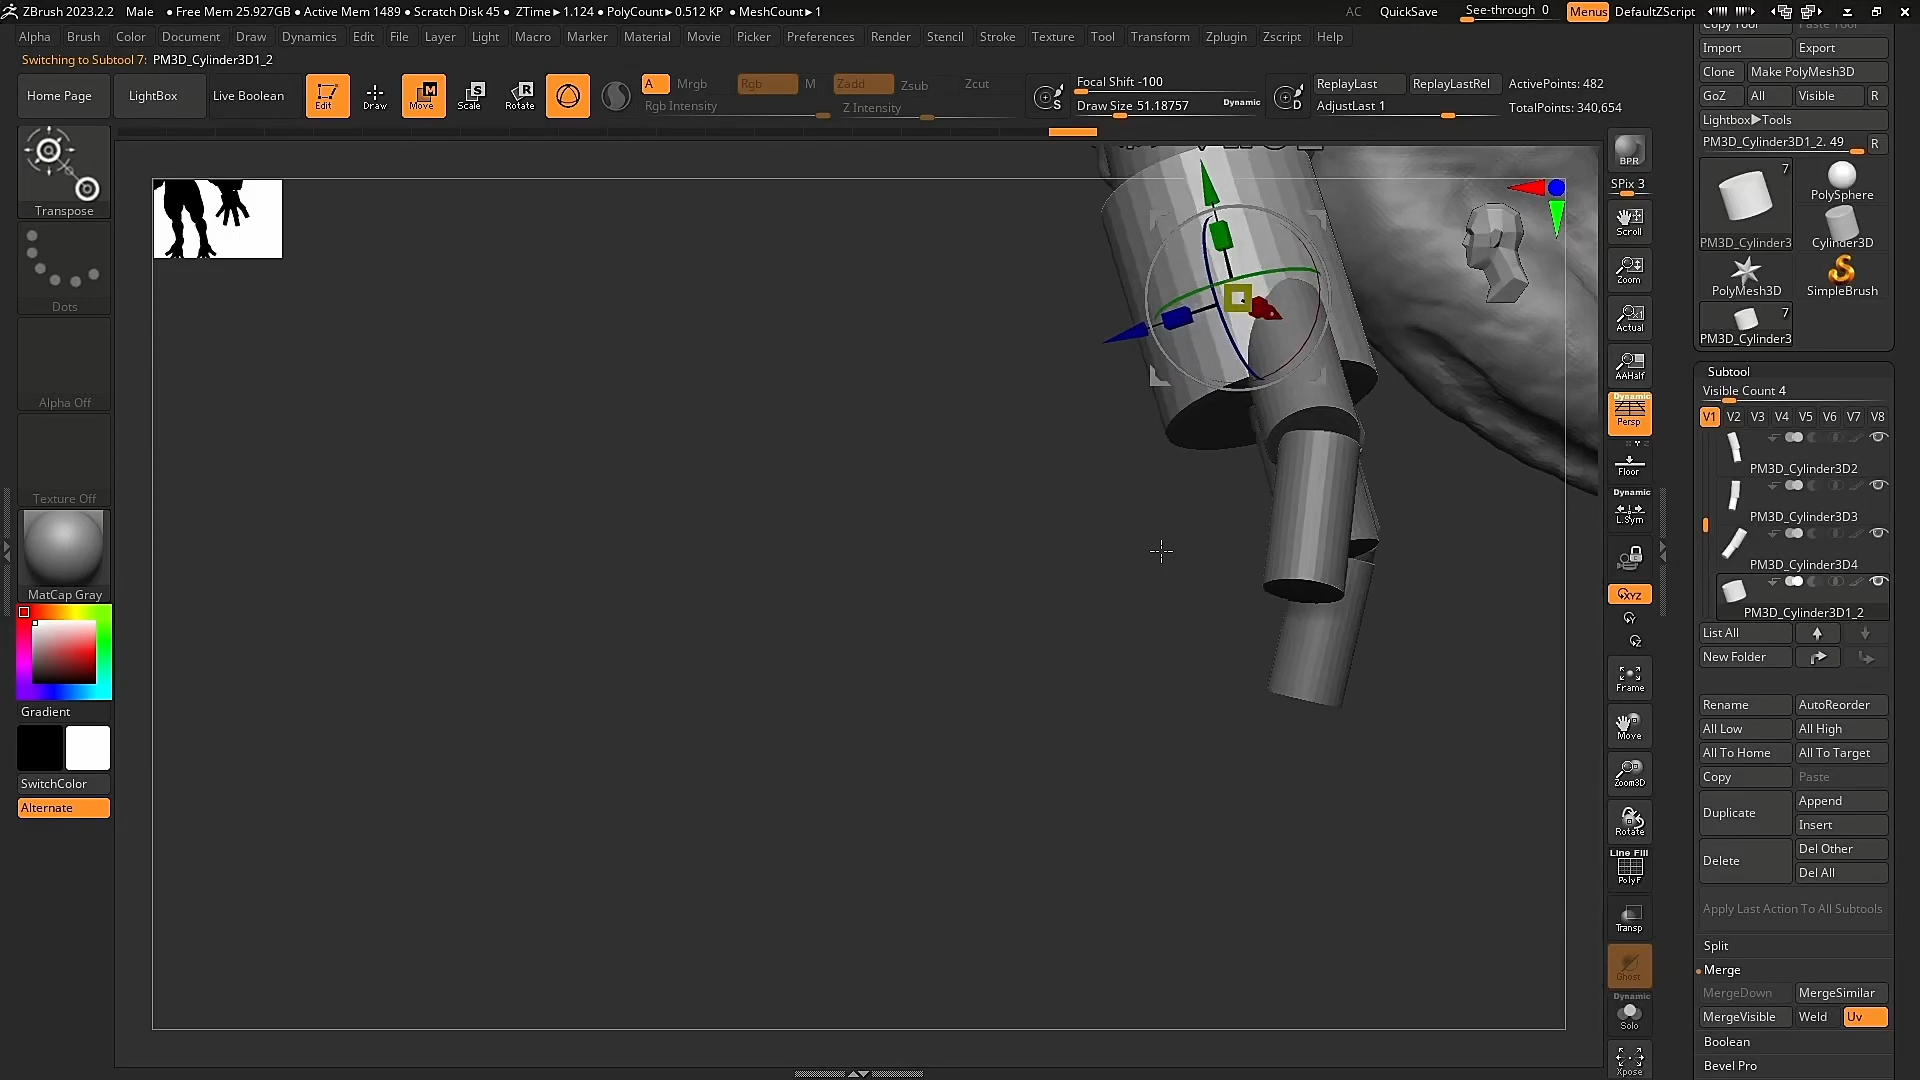 ZBrush 2023.2.2 Male • Free Mem 25.927GB • Active Mem 1489 • Scratch Disk 45 • ZTime►1.124 • PolyCount►0.512 KP • MeshCount►1 AC QuickSave See-through 0 Menus DefaultZScript
Alpha Brush Color Document Draw Dynamics Edit File Layer Light Macro Marker Material Movie Picker Preferences Render Stencil Stroke Texture Tool Transform Zplugin Zscript Help
Switching to Subtool 7: PM3D_Cylinder3D1_2
Home Page LightBox Live Boolean Edit Draw Move Scale Rotate
A Mrgb Rgb M Zadd Zsub Zcut
Rgb Intensity Z Intensity
Focal Shift -100
Draw Size 51.18757 Dynamic
ReplayLast ReplayLastRel ActivePoints: 482
AdjustLast 1 TotalPoints: 340,654
Transpose
Dots
Alpha Off
Texture Off
MatCap Gray
Gradient
SwitchColor
Alternate
BPR
SPix 3
Scroll
Zoom
Actual
AAHalf
Dynamic
Persp
Floor
Dynamic
L.Sym
XYZ
Frame
Move
Zoom3D
Rotate
Line Fill
PolyF
Transp
Ghost
Dynamic
Solo
Xpose
Copy Tool Paste Tool
Import Export
Clone Make PolyMesh3D
GoZ All Visible R
Lightbox►Tools
PM3D_Cylinder3D1_2. 49 R
7
PolySphere
PM3D_Cylinder3 Cylinder3D
PolyMesh3D SimpleBrush
7
PM3D_Cylinder3
Subtool
Visible Count 4
V1 V2 V3 V4 V5 V6 V7 V8
PM3D_Cylinder3D2
PM3D_Cylinder3D3
PM3D_Cylinder3D4
PM3D_Cylinder3D1_2
List All
New Folder
Rename AutoReorder
All Low All High
All To Home All To Target
Copy Paste
Duplicate Append
Insert
Delete Del Other
Del All
Apply Last Action To All Subtools
Split
Merge
MergeDown MergeSimilar
MergeVisible Weld Uv
Boolean
Bevel Pro